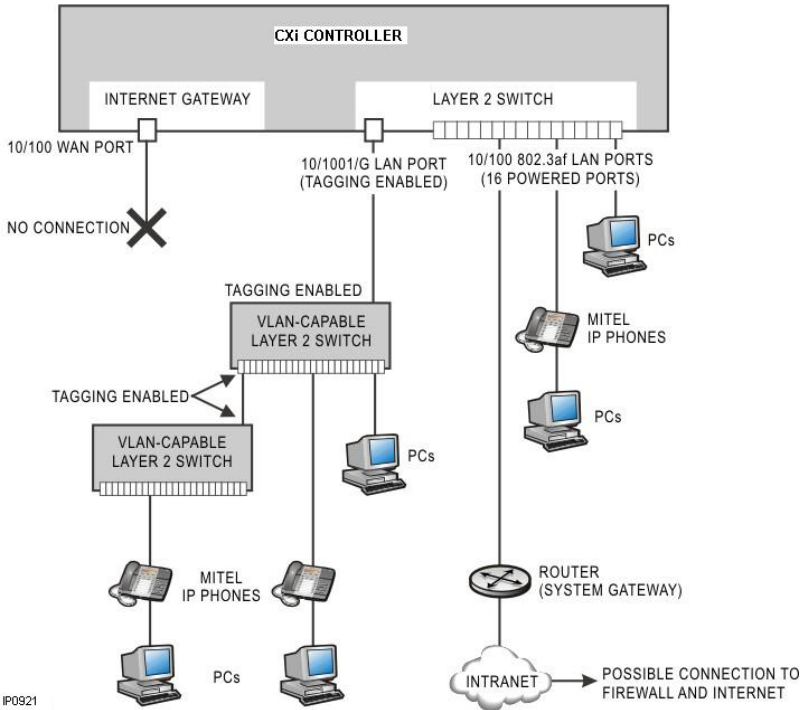 CXi CONTROLLER
INTERNET GATEWAY
LAYER 2 SWITCH
10/100 WAN PORT
10/1001/G LAN PORT
(TAGGING ENABLED)
10/100 802.3af LAN PORTS
(16 POWERED PORTS)
NO CONNECTION
PCs
TAGGING ENABLED
VLAN-CAPABLE
LAYER 2 SWITCH
MITEL
IP PHONES
TAGGING ENABLED
PCs
VLAN-CAPABLE
LAYER 2 SWITCH
PCs
MITEL
IP PHONES
ROUTER
(SYSTEM GATEWAY)
PCs
INTRANET
POSSIBLE CONNECTION TO
FIREWALL AND INTERNET
IP0921